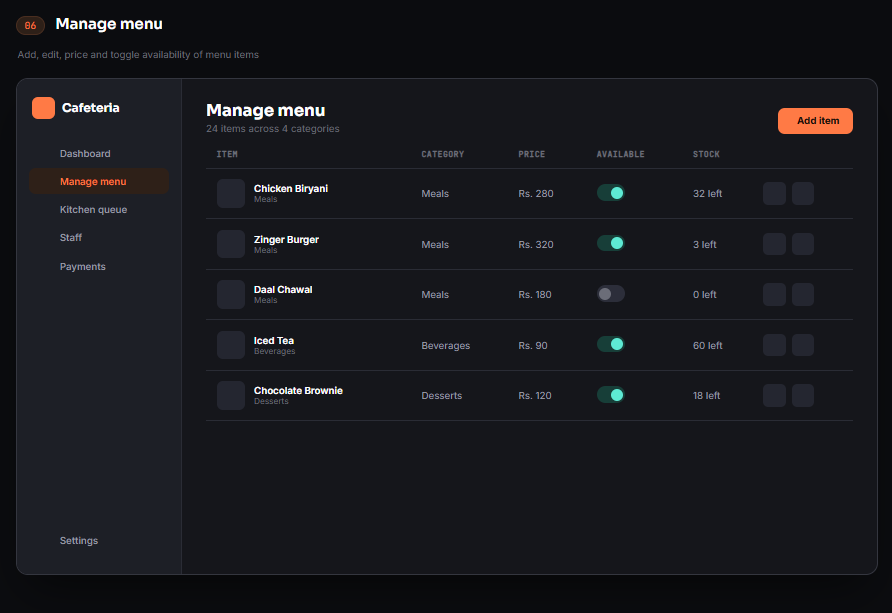 06 Manage menu
Add, edit, price and toggle availability of menu items
Cafeteria
Dashboard
Manage menu
Kitchen queue
Staff
Payments
Settings
Manage menu
24 items across 4 categories
Add item
ITEM CATEGORY PRICE AVAILABLE STOCK
Chicken Biryani
Meals
Meals Rs. 280 32 left
Zinger Burger
Meals
Meals Rs. 320 3 left
Daal Chawal
Meals
Meals Rs. 180 0 left
Iced Tea
Beverages
Beverages Rs. 90 60 left
Chocolate Brownie
Desserts
Desserts Rs. 120 18 left